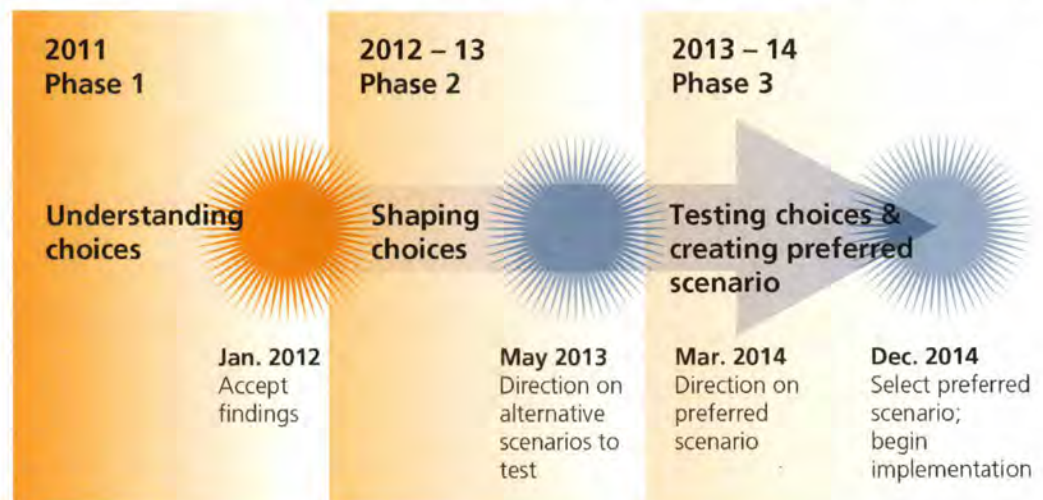 2011
Phase 1
Understanding
choices
Jan. 2012
Accept
findings
2012 – 13
Phase 2
Shaping
choices
May 2013
Direction on
alternative
scenarios to
test
2013 – 14
Phase 3
Testing choices &
creating preferred
scenario
Mar. 2014
Direction on
preferred
scenario
Dec. 2014
Select preferred
scenario;
begin
implementation